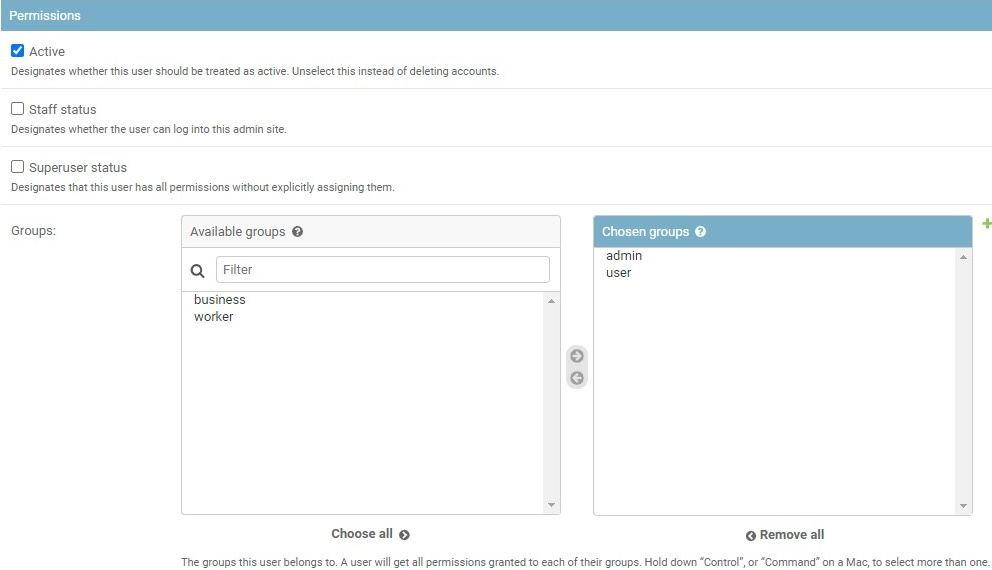 Permissions
Active
Designates whether this user should be treated as active. Unselect this instead of deleting accounts.
Staff status
Designates whether the user can log into this admin site.
Superuser status
Designates that this user has all permissions without explicitly assigning them.
Groups:
Available groups ?
Filter
business
worker
Choose all
Chosen groups ?
admin
user
Remove all
The groups this user belongs to. A user will get all permissions granted to each of their groups. Hold down “Control”, or “Command” on a Mac, to select more than one.